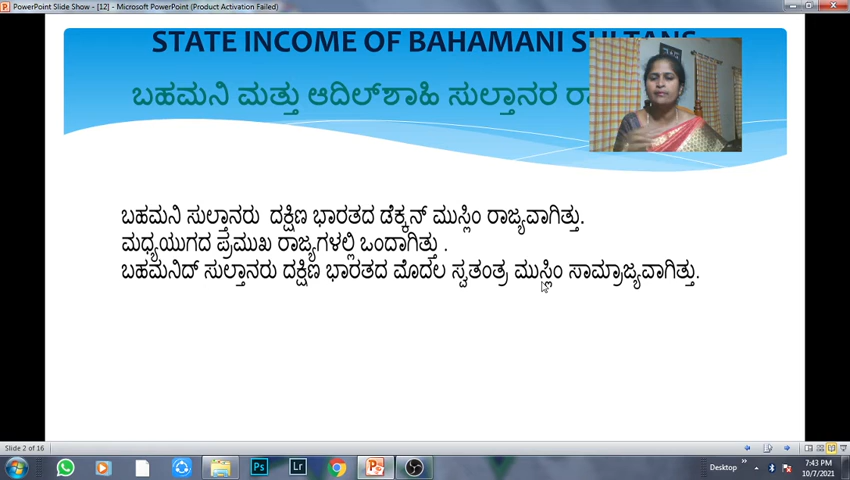 PowerPoint Slide Show - [12] - Microsoft PowerPoint (Product Activation Failed)
STATE INCOME OF BAHAMANI SULTANS
ಬಹಮನಿ ಮತ್ತು ಆದಿಲ್‌ಶಾಹಿ ಸುಲ್ತಾನರ
ಬಹಮನಿ ಸುಲ್ತಾನರು ದಕ್ಷಿಣ ಭಾರತದ ಡೆಕ್ಕನ್ ಮುಸ್ಲಿಂ ರಾಜ್ಯವಾಗಿತ್ತು.
ಮಧ್ಯಯುಗದ ಪ್ರಮುಖ ರಾಜ್ಯಗಳಲ್ಲಿ ಒಂದಾಗಿತ್ತು .
ಬಹಮನಿದ್ ಸುಲ್ತಾನರು ದಕ್ಷಿಣ ಭಾರತದ ಮೊದಲ ಸ್ವತಂತ್ರ ಮುಸ್ಲಿಂ ಸಾಮ್ರಾಜ್ಯವಾಗಿತ್ತು.
Slide 2 of 16
Desktop
7:43 PM
10/7/2021